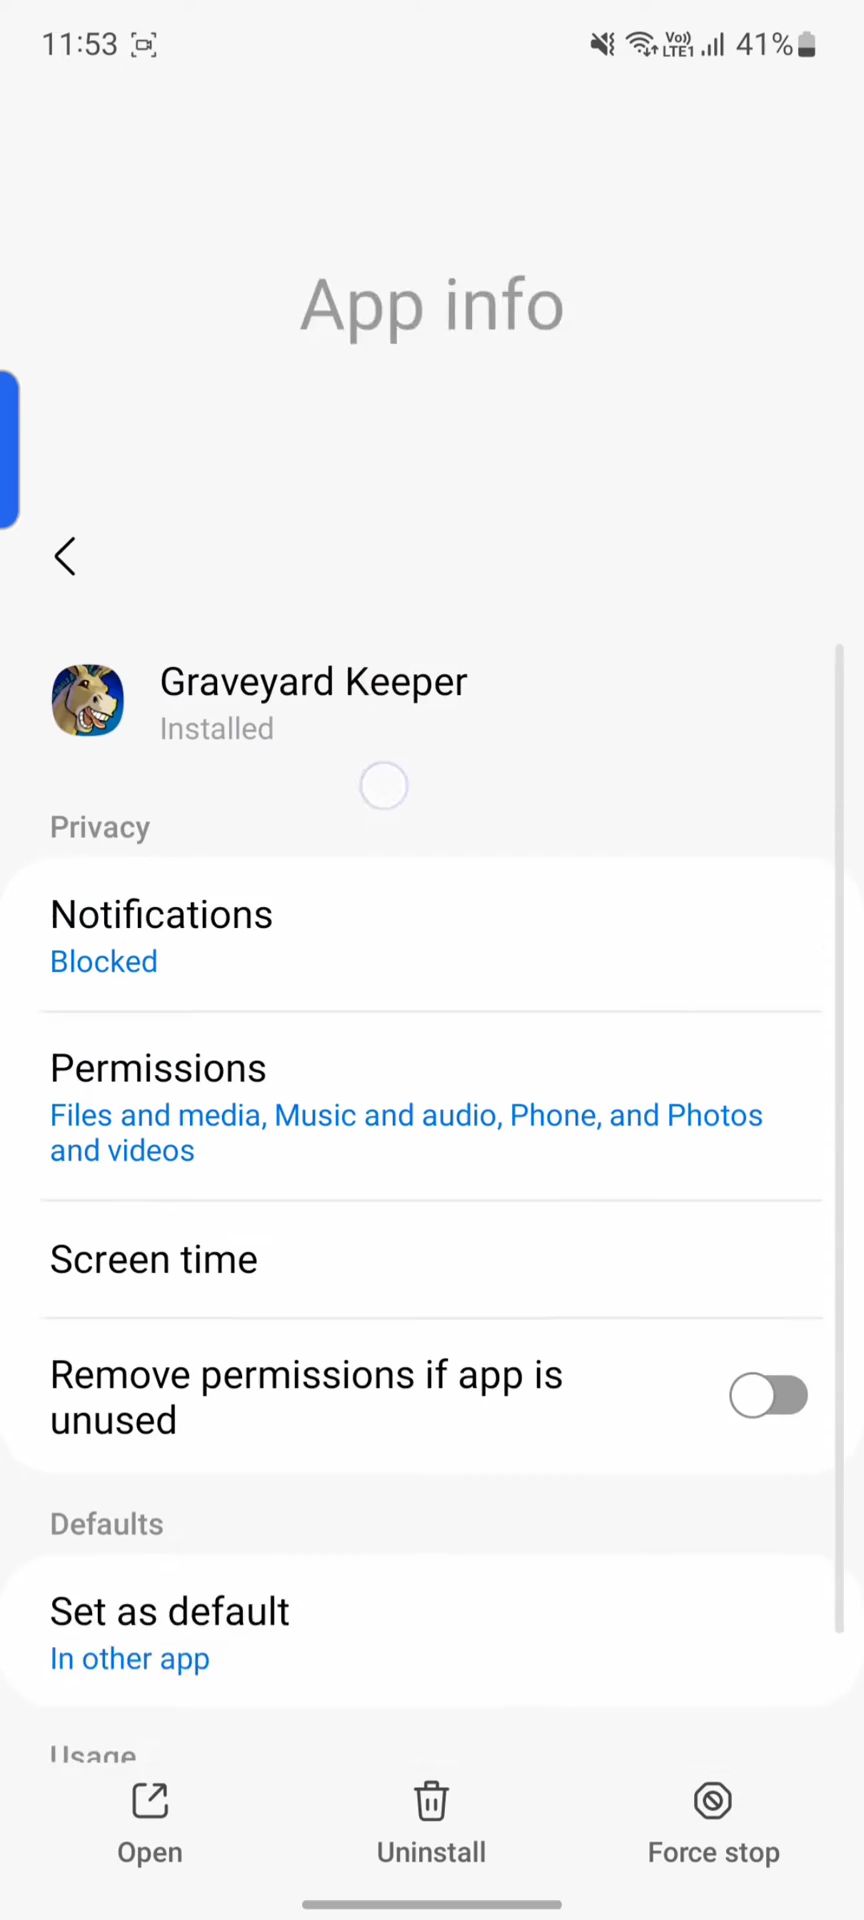 11:53
Vo))
LTE1
41%
App info
Graveyard Keeper
Installed
Privacy
Notifications
Blocked
Permissions
Files and media, Music and audio, Phone, and Photos
and videos
Screen time
Remove permissions if app is
unused
Defaults
Set as default
In other app
Usage
Open
Uninstall
Force stop